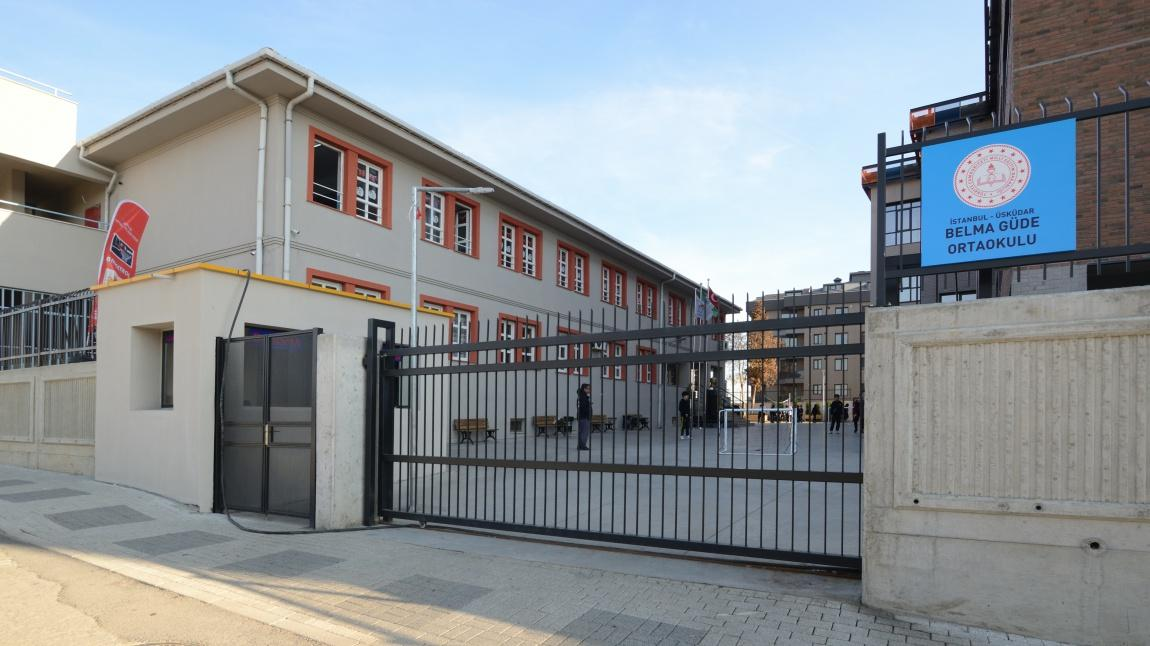 İSTANBUL - ÜSKÜDAR
BELMA GÜDE
ORTAOKULU